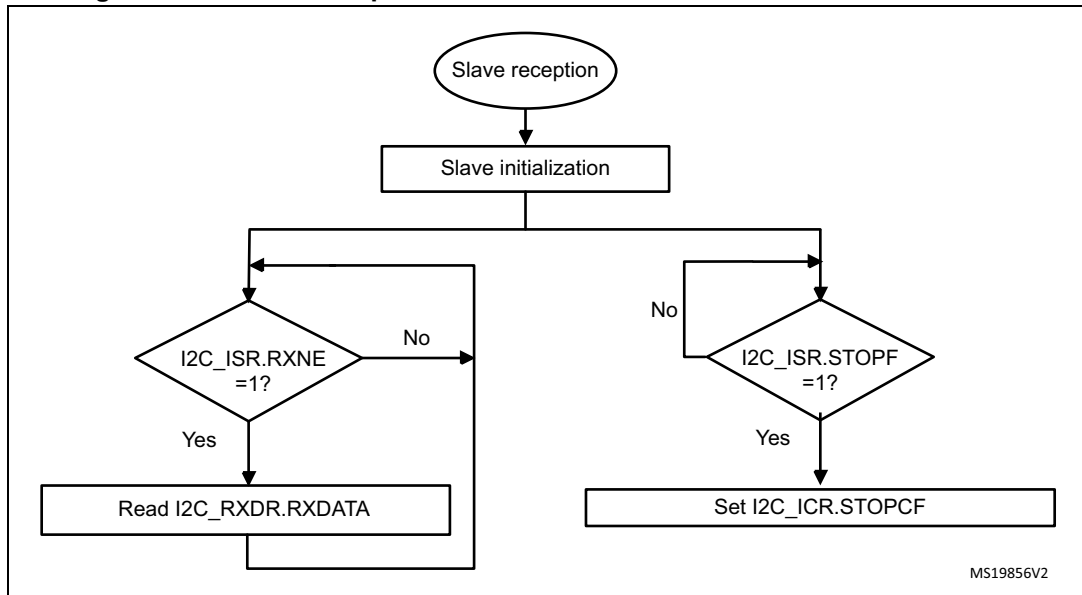 Slave reception
Slave initialization
I2C_ISR.RXNE
=1?
No
Yes
Read I2C_RXDR.RXDATA
No
I2C_ISR.STOPF
=1?
Yes
Set I2C_ICR.STOPCF
MS19856V2